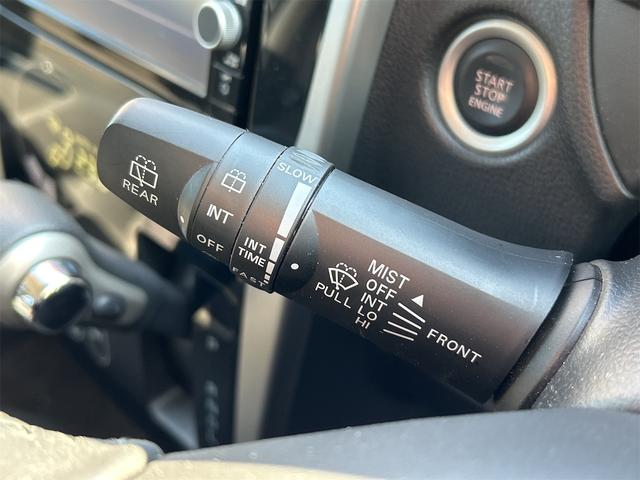 START
STOP
ENGINE
REAR
INT
OFF
SLOW
INT
TIME
FAST
MIST
OFF
INT
LO
HI
PULL
FRONT